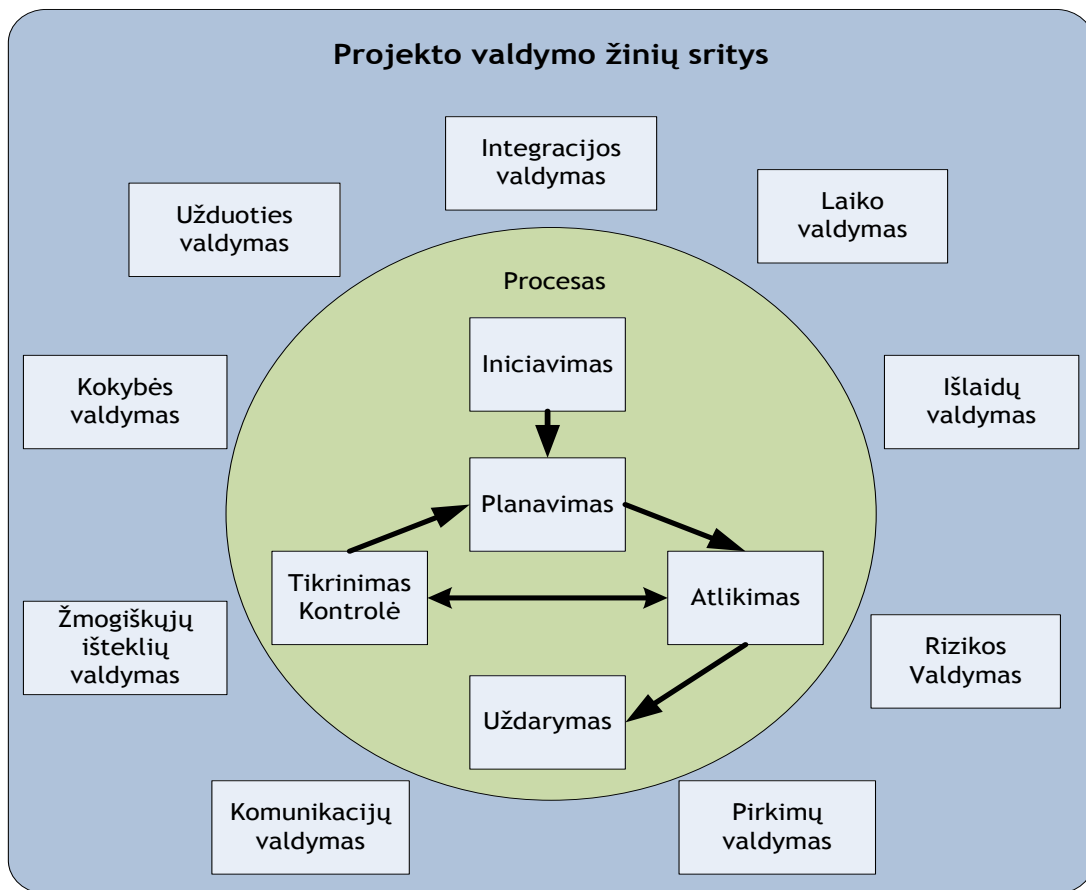 Projekto valdymo žinių sritys
Integracijos
valdymas
Užduoties
valdymas
Laiko
valdymas
Procesas
Iniciavimas
Kokybės
valdymas
Išlaidų
valdymas
Planavimas
Tikrinimas
Kontrolė
Atlikimas
Žmogiškųjų
išteklių
valdymas
Rizikos
Valdymas
Uždarymas
Komunikacijų
valdymas
Pirkimų
valdymas